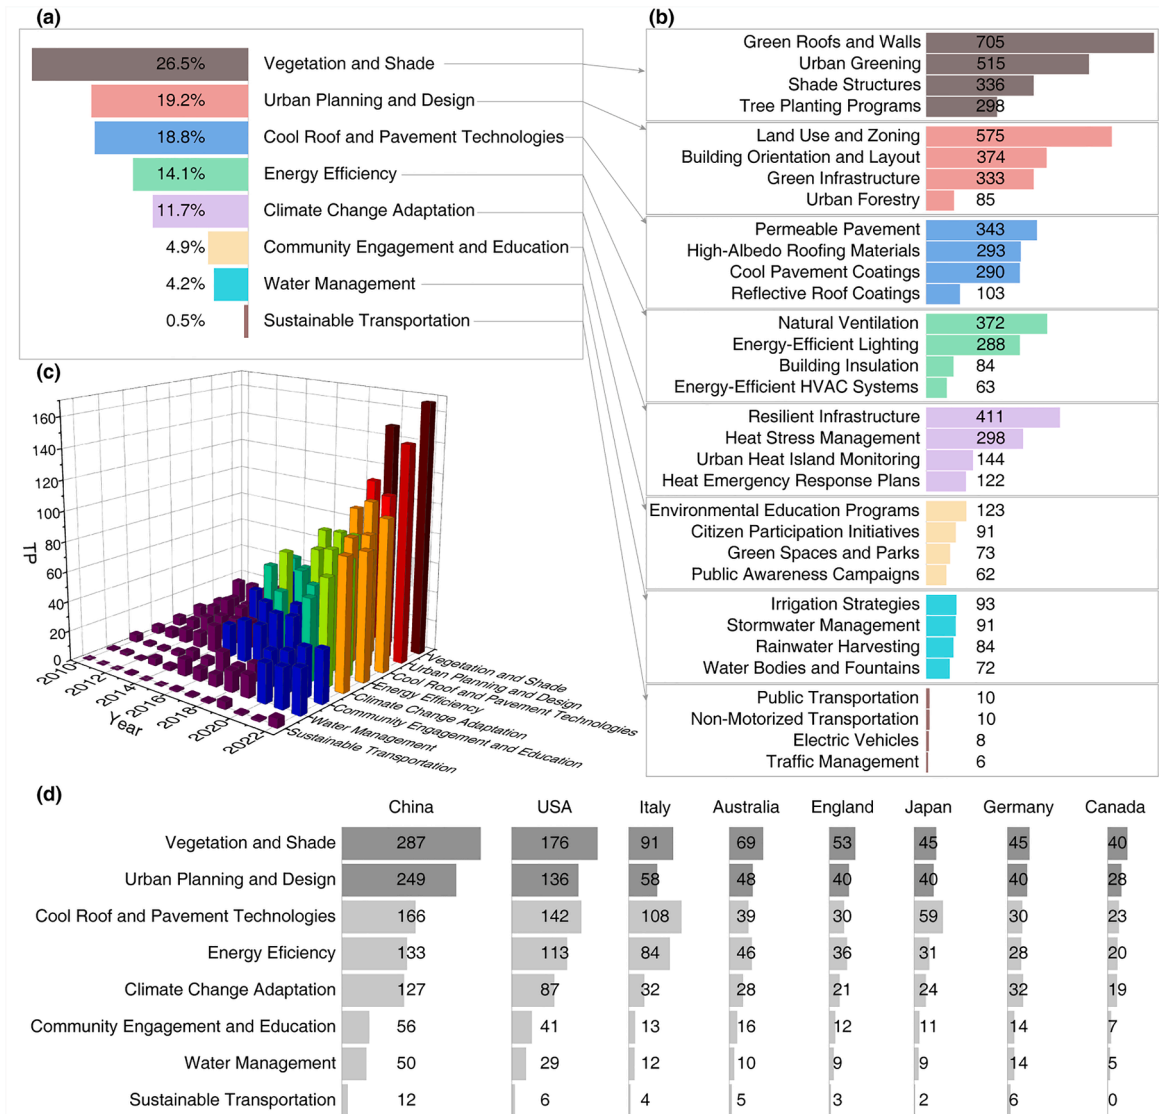 (a)
26.5% Vegetation and Shade
19.2% Urban Planning and Design
18.8% Cool Roof and Pavement Technologies
14.1% Energy Efficiency
11.7% Climate Change Adaptation
4.9% Community Engagement and Education
4.2% Water Management
0.5% Sustainable Transportation
(b)
Green Roofs and Walls 705
Urban Greening 515
Shade Structures 336
Tree Planting Programs 298
Land Use and Zoning 575
Building Orientation and Layout 374
Green Infrastructure 333
Urban Forestry 85
Permeable Pavement 343
High-Albedo Roofing Materials 293
Cool Pavement Coatings 290
Reflective Roof Coatings 103
Natural Ventilation 372
Energy-Efficient Lighting 288
Building Insulation 84
Energy-Efficient HVAC Systems 63
Resilient Infrastructure 411
Heat Stress Management 298
Urban Heat Island Monitoring 144
Heat Emergency Response Plans 122
Environmental Education Programs 123
Citizen Participation Initiatives 91
Green Spaces and Parks 73
Public Awareness Campaigns 62
Irrigation Strategies 93
Stormwater Management 91
Rainwater Harvesting 84
Water Bodies and Fountains 72
Public Transportation 10
Non-Motorized Transportation 10
Electric Vehicles 8
Traffic Management 6
(c)
160
140
120
100
80
60
40
20
0
TP
2010
2012
2014
2016
2018
2020
2022
Year
Vegetation and Shade
Urban Planning and Design
Cool Roof and Pavement Technologies
Energy Efficiency
Climate Change Adaptation
Community Engagement and Education
Water Management
Sustainable Transportation
(d)
China USA Italy Australia England Japan Germany Canada
Vegetation and Shade 287 176 91 69 53 45 45 40
Urban Planning and Design 249 136 58 48 40 40 40 28
Cool Roof and Pavement Technologies 166 142 108 39 30 59 30 23
Energy Eficiency 133 113 84 46 36 31 28 20
Climate Change Adaptation 127 87 32 28 21 24 32 19
Community Engagement and Education 56 41 13 16 12 11 14 7
Water Management 50 29 12 10 9 9 14 5
Sustainable Transportation 12 6 4 5 3 2 6 0